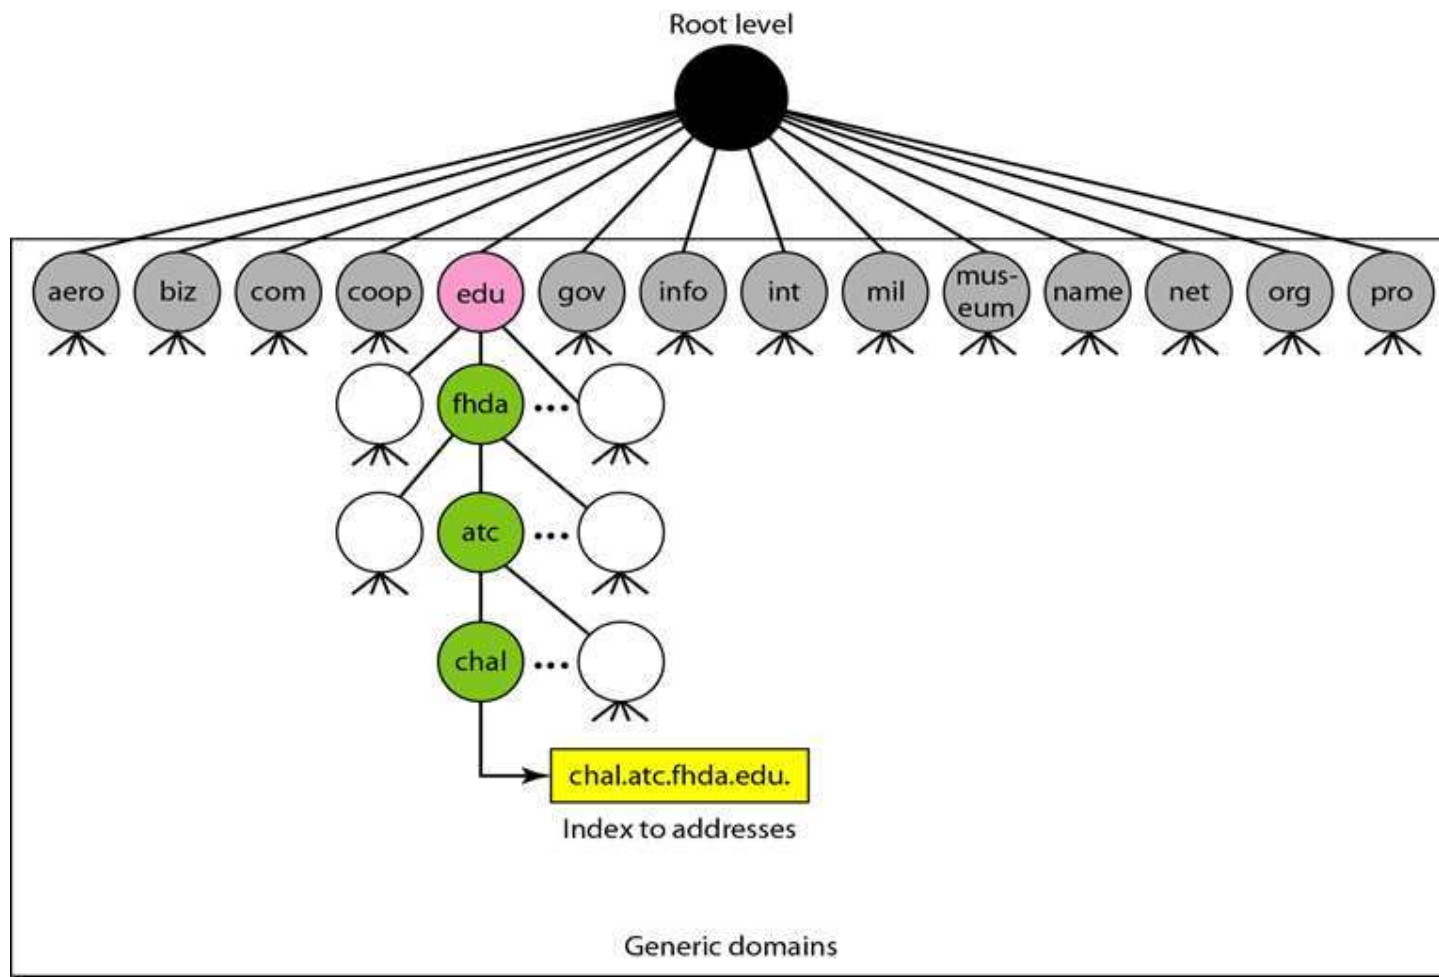 Root level
aero biz com coop edu gov info int mil mus-
eum name net org pro
fhda ...
atc ...
chal ...
chal.atc.fhda.edu.
Index to addresses
Generic domains